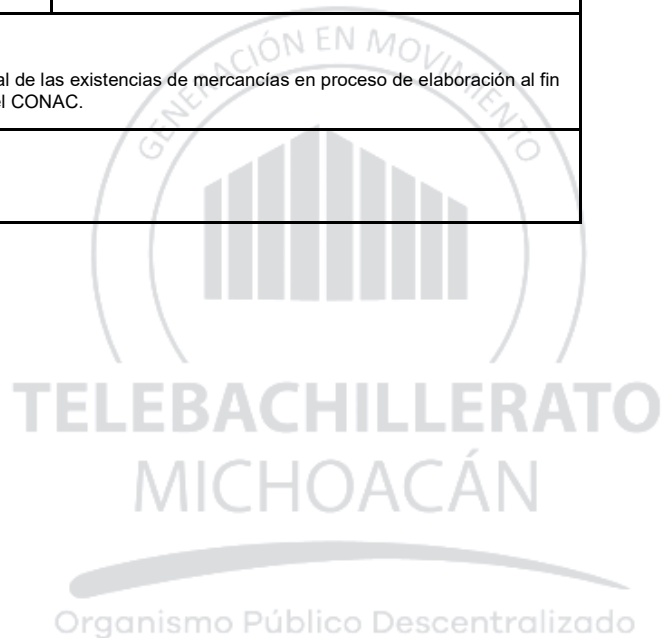 GENERACIÓN EN MOVIMIENTO
al de las existencias de mercancías en proceso de elaboración al fin
el CONAC.
TELEBACHILLERATO
MICHOACÁN
Organismo Público Descentralizado